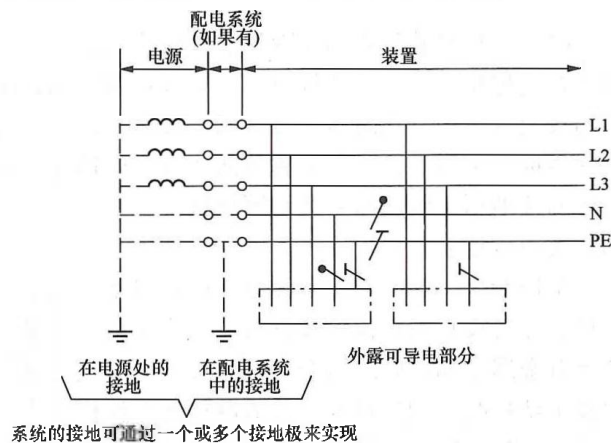 配电系统
(如果有)
电源
装置
L1
L2
L3
N
PE
在电源处的
接地
在配电系统
中的接地
外露可导电部分
系统的接地可通过一个或多个接地极来实现